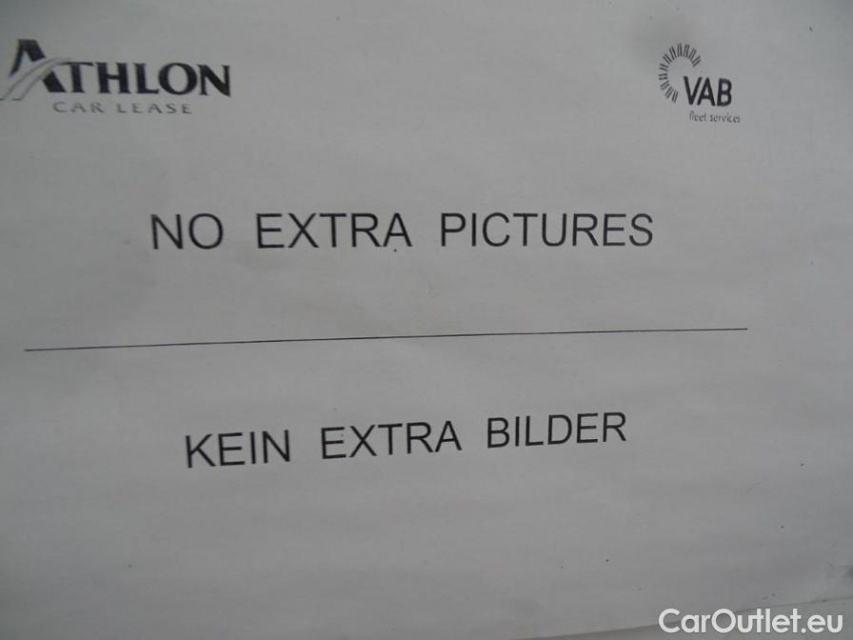 ATHLON
CAR LEASE
VAB
fleet services
NO EXTRA PICTURES
KEIN EXTRA BILDER
CarOutlet.eu